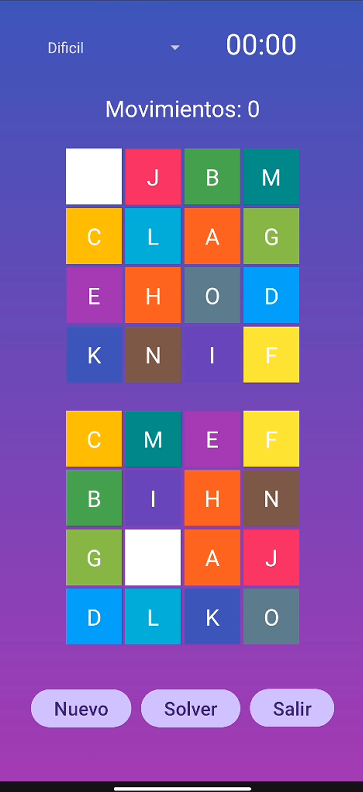 Dificil 00:00
Movimientos: 0
J B M
C L A G
E H O D
K N I F
C M E F
B I H N
G A J
D L K O
Nuevo Solver Salir